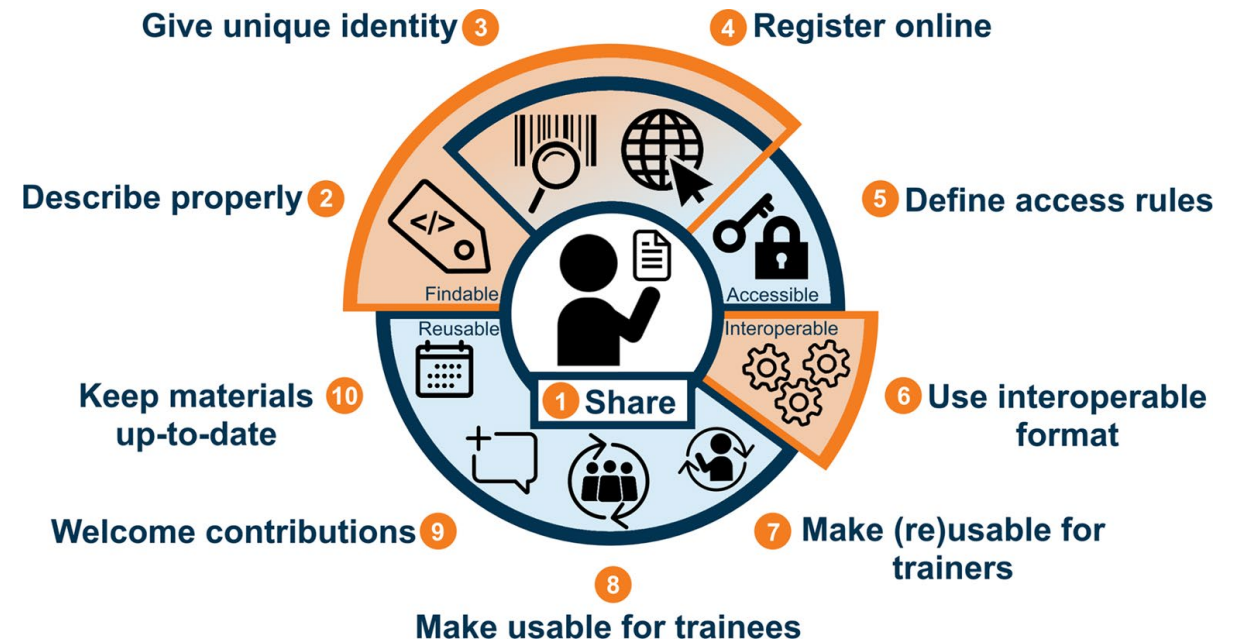 Give unique identity 3
4 Register online
Describe properly 2
</>
5 Define access rules
Findable
Accessible
Reusable
Interoperable
Keep materials 10
up-to-date
1 Share
6 Use interoperable
format
Welcome contributions 9
7 Make (re)usable for
trainers
8
Make usable for trainees